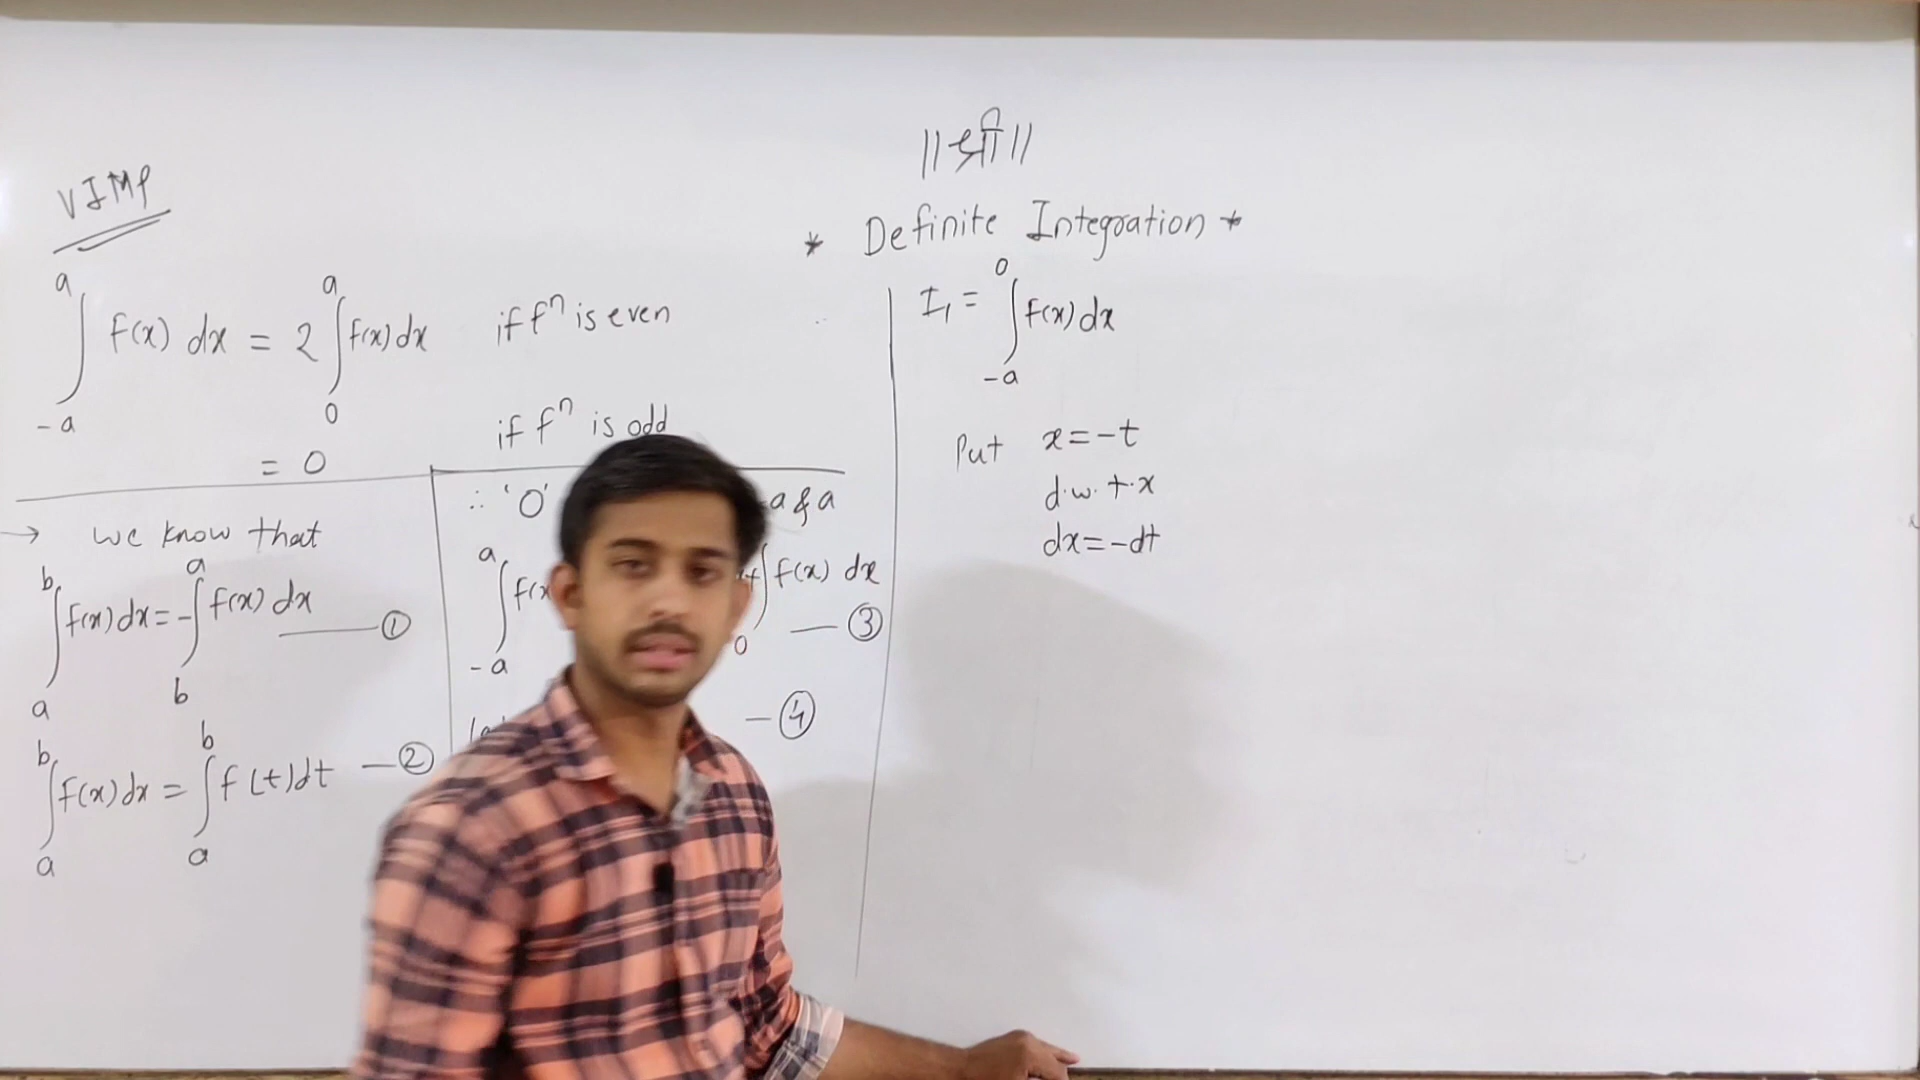 ||श्री||
* Definite Integration *
VIMP
∫_{-a}^{a} f(x) dx = 2 ∫_{0}^{a} f(x) dx if fⁿ is even
= 0 if fⁿ is odd
→ we know that
∫_{a}^{b} f(x) dx = - ∫_{b}^{a} f(x) dx — ①
∫_{a}^{b} f(x) dx = ∫_{a}^{b} f(t) dt — ②
∴ 'O' -a & a
∫_{-a}^{a} f(x ∫_{0} f(x) dx — ③
— ④
I₁ = ∫_{-a}^{0} f(x) dx
Put x = -t
d.w.t.x
dx = -dt